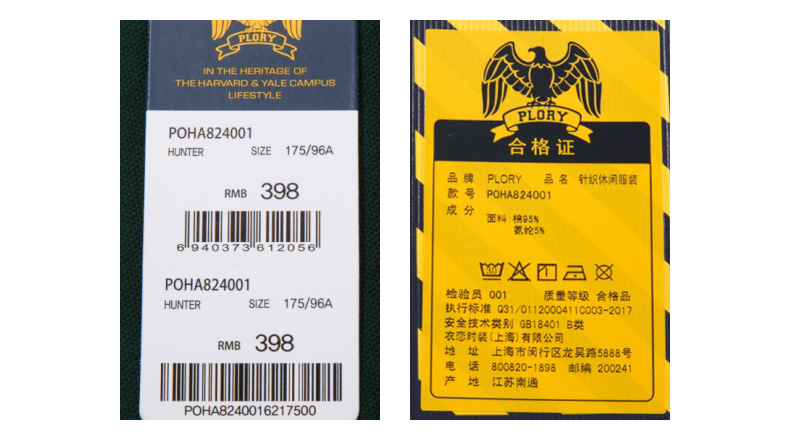 PLORY
IN THE HERITAGE OF
THE HARVARD & YALE CAMPUS
LIFESTYLE
POHA824001
HUNTER SIZE 175/96A
RMB 398
6 940373 612056
POHA824001
HUNTER SIZE 175/96A
RMB 398
POHA8240016217500
PLORY
合格证
品牌 PLORY 品名 针织休闲服装
款号 POHA824001
成分
面料:棉95%
氨纶5%
检验员 001 质量等级 合格品
执行标准 Q31/0112000411C003-2017
安全技术类别 GB18401 B类
衣恋时装(上海)有限公司
地址 上海市闵行区龙吴路5888号
电话 800820-1898 邮编 200241
产地 江苏南通